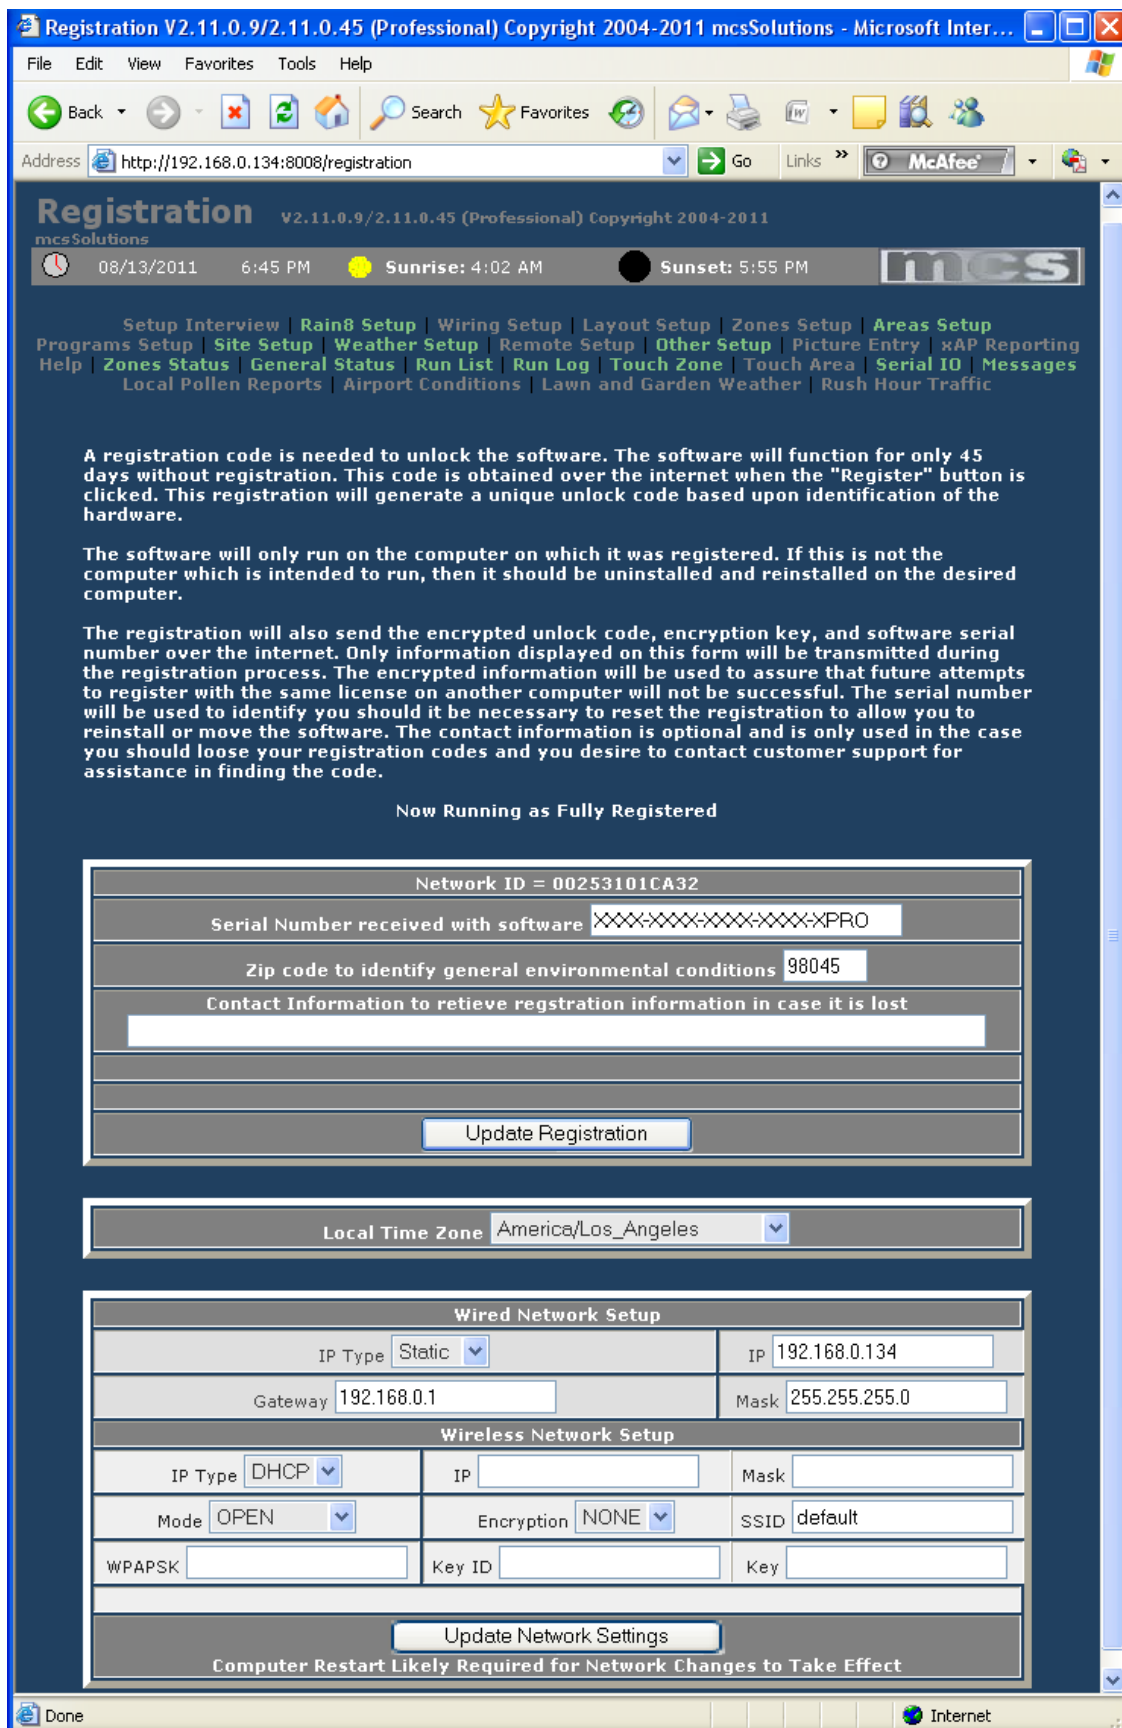 Registration V2.11.0.9/2.11.0.45 (Professional) Copyright 2004-2011 mcsSolutions - Microsoft Inter...
File Edit View Favorites Tools Help
Back Search Favorites
Address http://192.168.0.134:8008/registration Go Links » McAfee
Registration V2.11.0.9/2.11.0.45 (Professional) Copyright 2004-2011
mcsSolutions
08/13/2011 6:45 PM Sunrise: 4:02 AM Sunset: 5:55 PM mcs
Setup Interview | Rain8 Setup | Wiring Setup | Layout Setup | Zones Setup | Areas Setup
Programs Setup | Site Setup | Weather Setup | Remote Setup | Other Setup | Picture Entry | xAP Reporting
Help | Zones Status | General Status | Run List | Run Log | Touch Zone | Touch Area | Serial IO | Messages
Local Pollen Reports | Airport Conditions | Lawn and Garden Weather | Rush Hour Traffic
A registration code is needed to unlock the software. The software will function for only 45
days without registration. This code is obtained over the internet when the "Register" button is
clicked. This registration will generate a unique unlock code based upon identification of the
hardware.
The software will only run on the computer on which it was registered. If this is not the
computer which is intended to run, then it should be uninstalled and reinstalled on the desired
computer.
The registration will also send the encrypted unlock code, encryption key, and software serial
number over the internet. Only information displayed on this form will be transmitted during
the registration process. The encrypted information will be used to assure that future attempts
to register with the same license on another computer will not be successful. The serial number
will be used to identify you should it be necessary to reset the registration to allow you to
reinstall or move the software. The contact information is optional and is only used in the case
you should loose your registration codes and you desire to contact customer support for
assistance in finding the code.
Now Running as Fully Registered
Network ID = 00253101CA32
Serial Number received with software XXXX-XXXX-XXXX-XXXX-XPRO
Zip code to identify general environmental conditions 98045
Contact Information to retieve regstration information in case it is lost
Update Registration
Local Time Zone America/Los_Angeles
Wired Network Setup
IP Type Static IP 192.168.0.134
Gateway 192.168.0.1 Mask 255.255.255.0
Wireless Network Setup
IP Type DHCP IP Mask
Mode OPEN Encryption NONE SSID default
WPAPSK Key ID Key
Update Network Settings
Computer Restart Likely Required for Network Changes to Take Effect
Done Internet